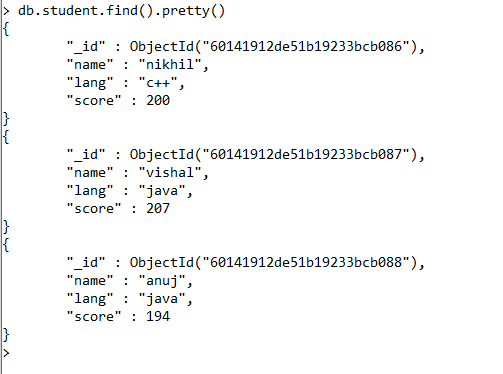 > db.student.find().pretty()
{
        "_id" : ObjectId("60141912de51b19233bcb086"),
        "name" : "nikhil",
        "lang" : "c++",
        "score" : 200
}
{
        "_id" : ObjectId("60141912de51b19233bcb087"),
        "name" : "vishal",
        "lang" : "java",
        "score" : 207
}
{
        "_id" : ObjectId("60141912de51b19233bcb088"),
        "name" : "anuj",
        "lang" : "java",
        "score" : 194
}
>